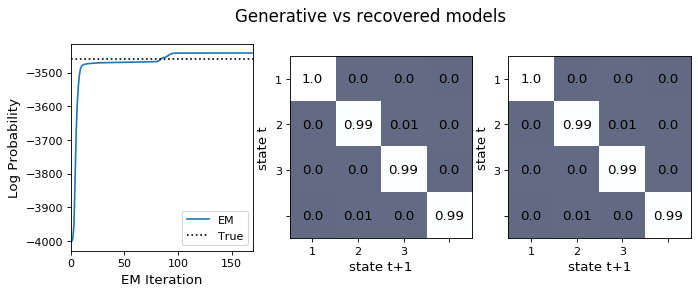 Generative vs recovered models
Log Probability
−3500
−3600
−3700
−3800
−3900
−4000
0
50
100
150
EM Iteration
EM
True
state t
1
2
3
1.0 0.0 0.0 0.0
0.0 0.99 0.01 0.0
0.0 0.0 0.99 0.0
0.0 0.01 0.0 0.99
1 2 3
state t+1
state t
1
2
3
1.0 0.0 0.0 0.0
0.0 0.99 0.01 0.0
0.0 0.0 0.99 0.0
0.0 0.01 0.0 0.99
1 2 3
state t+1